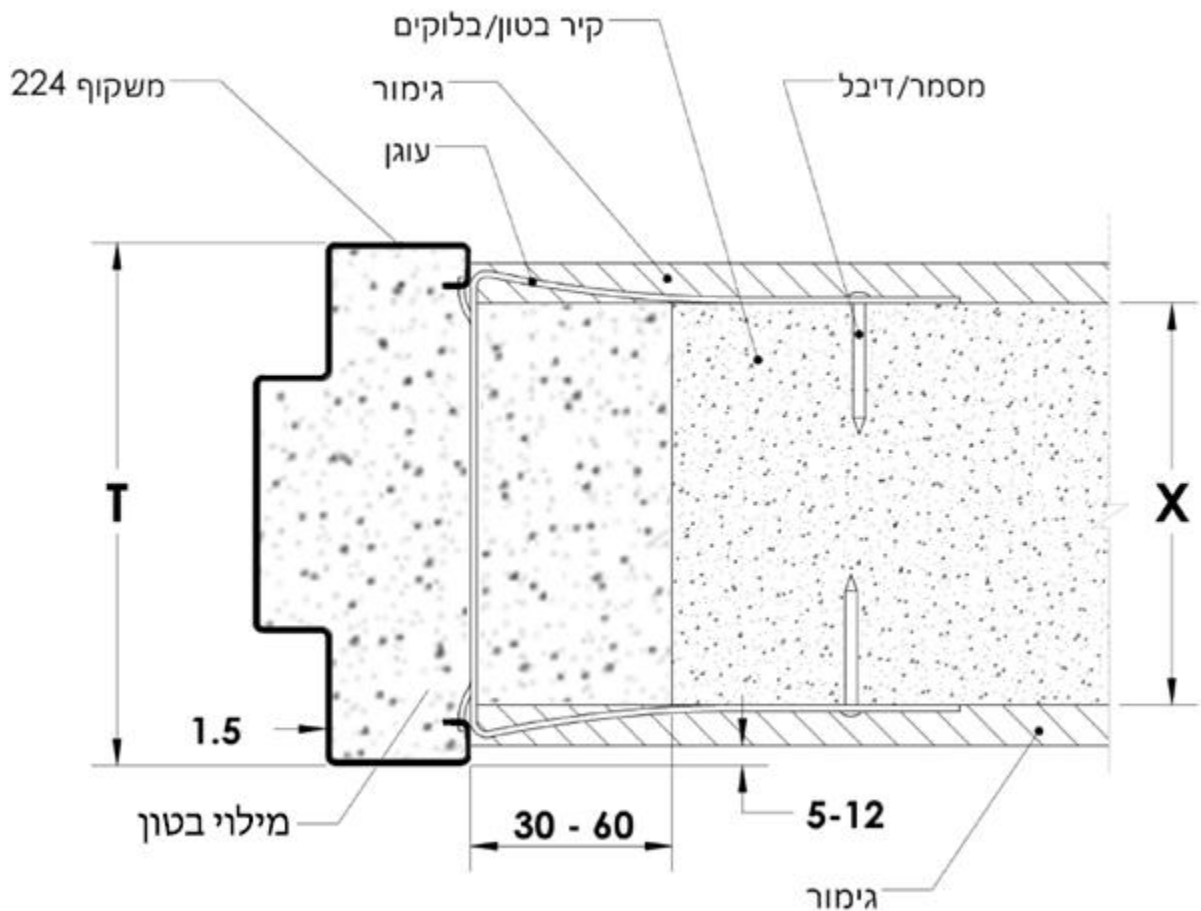 קיר בטון/בלוקים
משקוף 224
גימור
מסמר/דיבל
עוגן
T
X
1.5
מילוי בטון
30 - 60
5-12
גימור